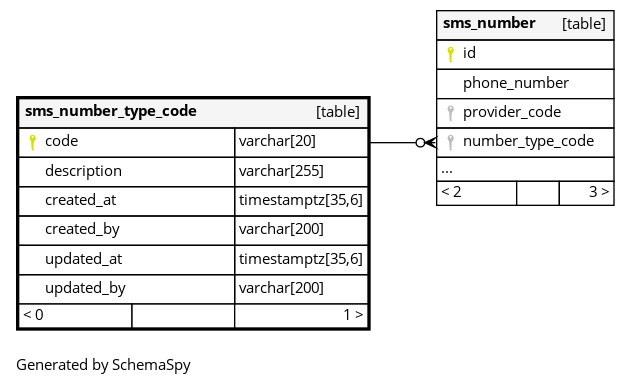 sms_number [table]
id
phone_number
provider_code
number_type_code
...
< 2 3 >
sms_number_type_code [table]
code varchar[20]
description varchar[255]
created_at timestamptz[35,6]
created_by varchar[200]
updated_at timestamptz[35,6]
updated_by varchar[200]
< 0 1 >
Generated by SchemaSpy